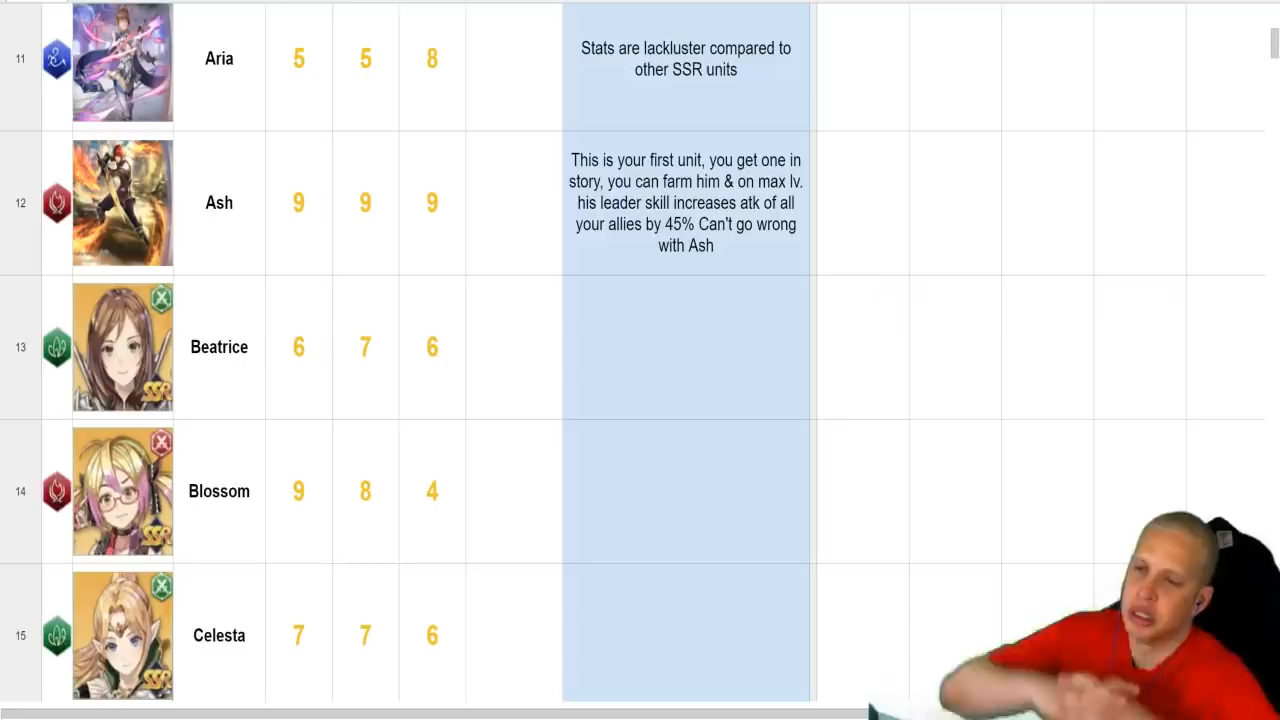 11
Aria
5 5 8
Stats are lackluster compared to
other SSR units
12
Ash
9 9 9
This is your first unit, you get one in
story, you can farm him & on max lv.
his leader skill increases atk of all
your allies by 45% Can't go wrong
with Ash
13
SSR
Beatrice
6 7 6
14
SSR
Blossom
9 8 4
15
SSR
Celesta
7 7 6